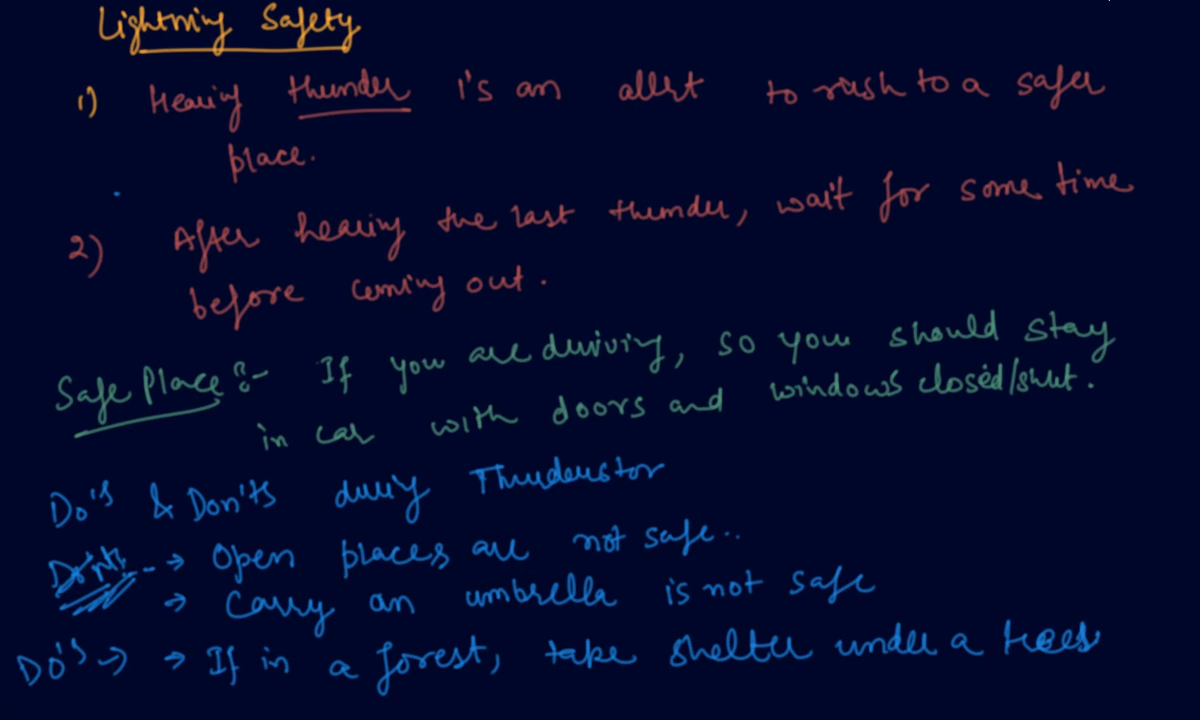 Lightning Safety
1) Hearing thunder is an alert to rush to a safer
place.
2) After hearing the last thunder, wait for some time
before coming out.
Safe Place :- If you are driving, so you should stay
in car with doors and windows closed/shut.
Do's & Don'ts during Thunderstor
Don'ts --> Open places are not safe..
-> Carry an umbrella is not safe
DO's -> -> If in a forest, take shelter under a trees